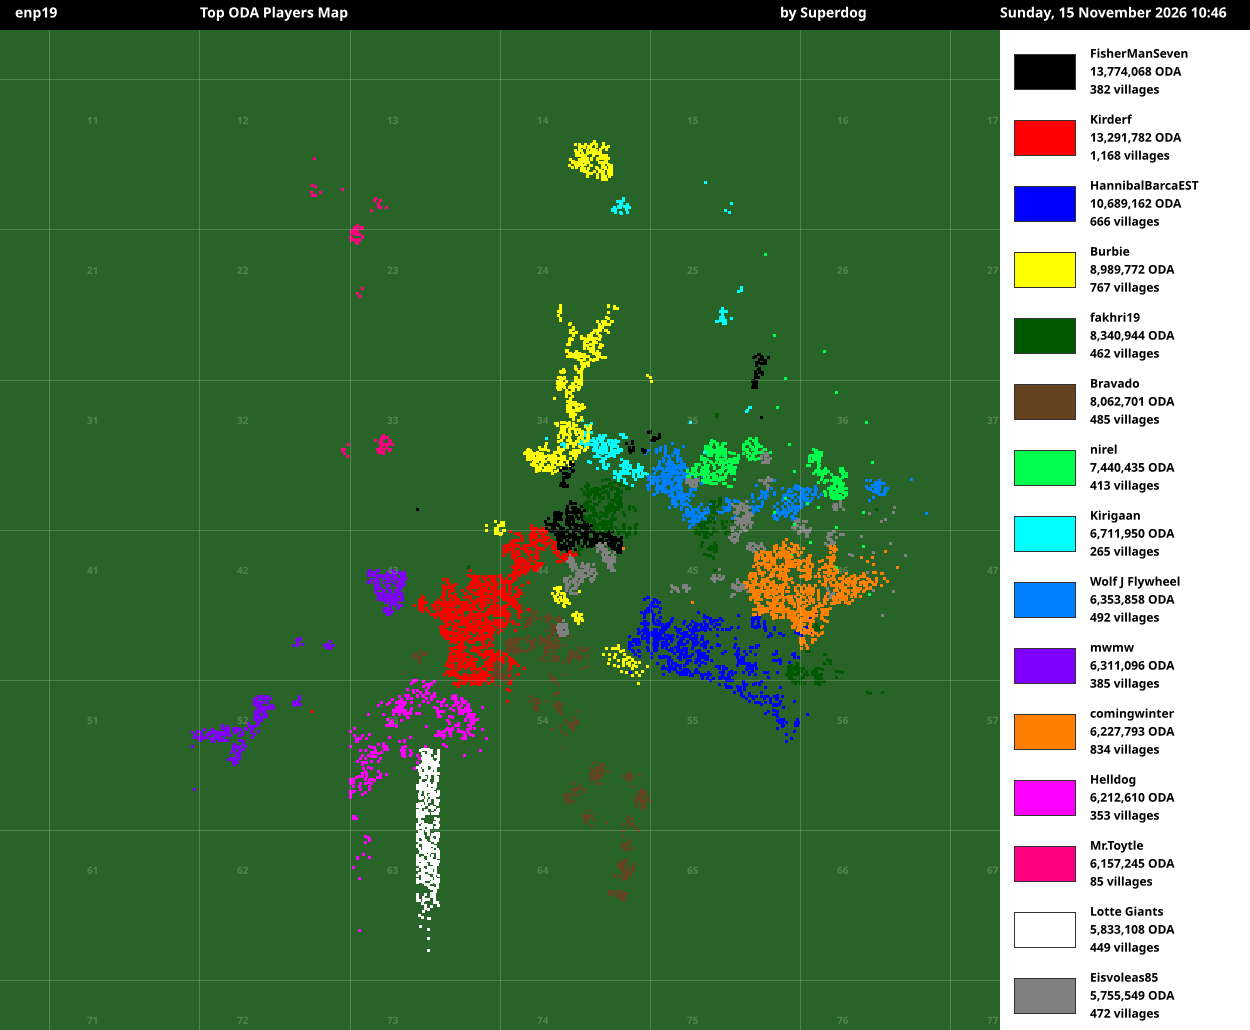 enp19 Top ODA Players Map by Superdog Sunday, 15 November 2026 10:46
FisherManSeven
13,774,068 ODA
382 villages
Kirderf
13,291,782 ODA
1,168 villages
HannibalBarcaEST
10,689,162 ODA
666 villages
Burbie
8,989,772 ODA
767 villages
fakhri19
8,340,944 ODA
462 villages
Bravado
8,062,701 ODA
485 villages
nirel
7,440,435 ODA
413 villages
Kirigaan
6,711,950 ODA
265 villages
Wolf J Flywheel
6,353,858 ODA
492 villages
mwmw
6,311,096 ODA
385 villages
comingwinter
6,227,793 ODA
834 villages
Helldog
6,212,610 ODA
353 villages
Mr.Toytle
6,157,245 ODA
85 villages
Lotte Giants
5,833,108 ODA
449 villages
Eisvoleas85
5,755,549 ODA
472 villages
11 12 13 14 15 16 17
21 22 23 24 25 26 27
31 32 33 34 35 36 37
41 42 43 44 45 46 47
51 52 53 54 55 56 57
61 62 63 64 65 66 67
71 72 73 74 75 76 77